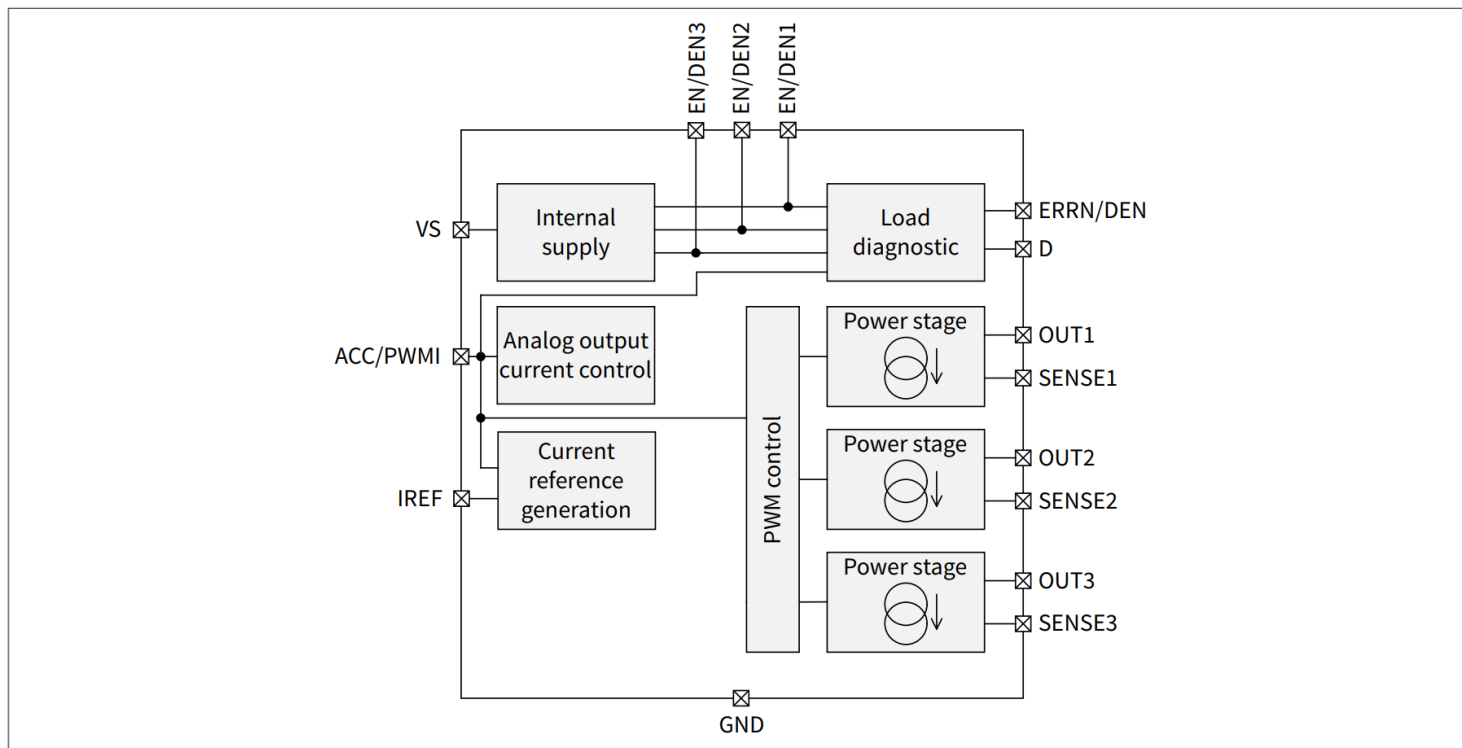 EN/DEN3
EN/DEN2
EN/DEN1
Internal
supply
Load
diagnostic
VS
ERRN/DEN
D
Analog output
current control
ACC/PWMI
Power stage
OUT1
SENSE1
Current
reference
generation
IREF
PWM control
Power stage
OUT2
SENSE2
Power stage
OUT3
SENSE3
GND